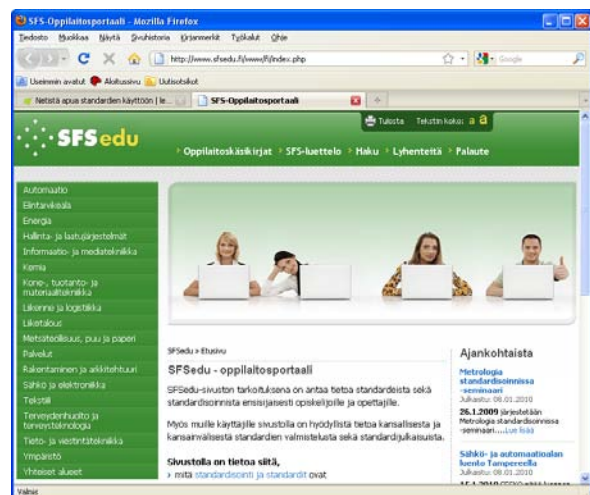 SFS-Oppilaitosportaali - Mozilla Firefox
Tiedosto Muokkaa Näytä Sivuhistoria Kirjanmerkit Työkalut Ohje
http://www.sfsedu.fi/www/fi/index.php
Google
Useimmin avatut Aloitussivu Uutisotsikot
Netistä apua standardien käyttöön | le...
SFS-Oppilaitosportaali
Tulosta Tekstin koko: a a
SFSedu
Oppilaitoskäsikirjat SFS-luettelo Haku Lyhenteitä Palaute
Automaatio
Elintarvikeala
Energia
Hallinta- ja laatujärjestelmät
Informaatio- ja mediatekniikka
Kemia
Kone-, tuotanto- ja
materiaalitekniikka
Liikenne ja logistiikka
Liiketalous
Metsäteollisuus, puu ja paperi
Palvelut
Rakentaminen ja arkkitehtuuri
Sähkö ja elektroniikka
Tekstiili
Terveydenhuolto ja
terveysteknologia
Tieto- ja viestintätekniikka
Ympäristö
Yhteiset alueet
SFSedu » Etusivu
SFSedu - oppilaitosportaali
SFSedu-sivuston tarkoituksena on antaa tietoa standardeista sekä
standardisoinnista ensisijaisesti opiskelijoille ja opettajille.
Myös muille käyttäjille sivustolla on hyödyllistä tietoa kansallisesta ja
kansainvälisestä standardien valmistelusta sekä standardijulkaisuista.
Sivustolla on tietoa siitä,
mitä standardisointi ja standardit ovat
Ajankohtaista
Metrologia
standardisoinnissa
-seminaari
Julkaistu: 08.01.2010
26.1.2009 järjestetään
Metrologia standardisoinnissa
-seminaari....Lue lisää
Sähkö- ja automaatioalan
luento Tampereella
Julkaistu: 08.01.2010
Valmis